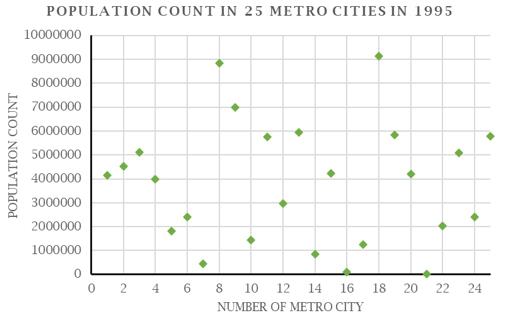 POPULATION COUNT IN 25 METRO CITIES IN 1995
10000000
9000000
8000000
7000000
6000000
5000000
4000000
3000000
2000000
1000000
0
POPULATION COUNT
0 2 4 6 8 10 12 14 16 18 20 22 24
NUMBER OF METRO CITY